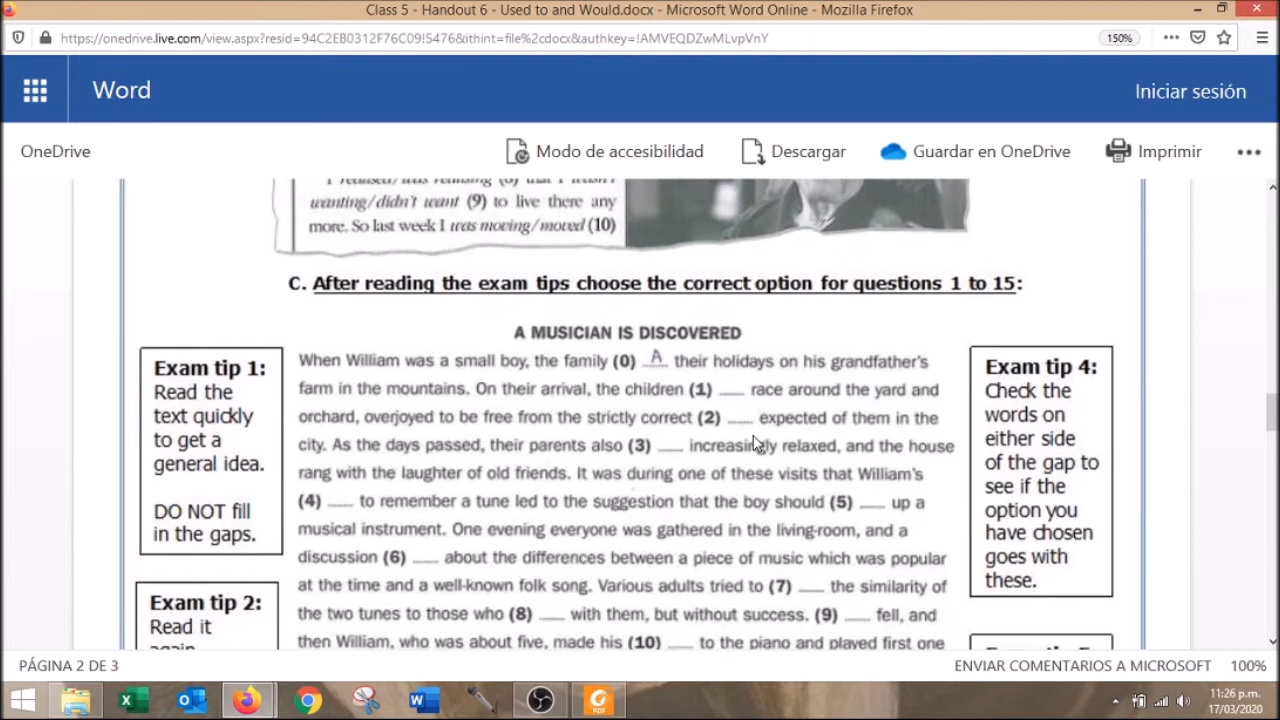 Class 5 - Handout 6 - Used to and Would.docx - Microsoft Word Online - Mozilla Firefox
https://onedrive.live.com/view.aspx?resid=94C2EB0312F76C09!5476&ithint=file%2cdocx&authkey=!AMVEQDZwMLvpVnY
150%
Word
Iniciar sesión
OneDrive
Modo de accesibilidad
Descargar
Guardar en OneDrive
Imprimir
I realised/was realising (8) that I wasn't
wanting/didn't want (9) to live there any
more. So last week I was moving/moved (10)
C. After reading the exam tips choose the correct option for questions 1 to 15:
A MUSICIAN IS DISCOVERED
When William was a small boy, the family (0) ..A.. their holidays on his grandfather's
farm in the mountains. On their arrival, the children (1) ..... race around the yard and
orchard, overjoyed to be free from the strictly correct (2) ..... expected of them in the
city. As the days passed, their parents also (3) ..... increasingly relaxed, and the house
rang with the laughter of old friends. It was during one of these visits that William's
(4) ..... to remember a tune led to the suggestion that the boy should (5) ..... up a
musical instrument. One evening everyone was gathered in the living-room, and a
discussion (6) ..... about the differences between a piece of music which was popular
at the time and a well-known folk song. Various adults tried to (7) ..... the similarity of
the two tunes to those who (8) ..... with them, but without success. (9) ..... fell, and
then William, who was about five, made his (10) ..... to the piano and played first one
Exam tip 1:
Read the
text quickly
to get a
general idea.
DO NOT fill
in the gaps.
Exam tip 2:
Read it
again
Exam tip 4:
Check the
words on
either side
of the gap to
see if the
option you
have chosen
goes with
these.
PÁGINA 2 DE 3
ENVIAR COMENTARIOS A MICROSOFT
100%
11:26 p.m.
17/03/2020